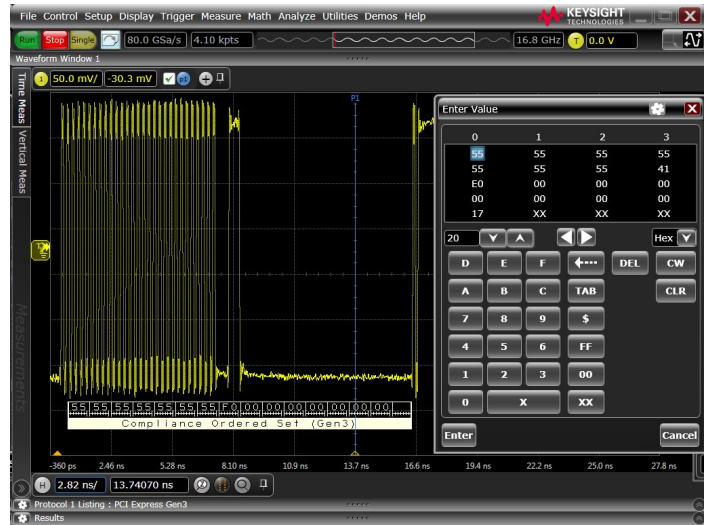 File Control Setup Display Trigger Measure Math Analyze Utilities Demos Help
KEYSIGHT
TECHNOLOGIES
Run Stop Single 80.0 GSa/s 4.10 kpts 16.8 GHz T 0.0 V
Waveform Window 1
1 50.0 mV/ -30.3 mV p1
Time Meas
Vertical Meas
Measurements
P1
Enter Value
0 1 2 3
55 55 55 55
55 55 55 41
E0 00 00 00
00 00 00 00
17 XX XX XX
20 Hex
D E F DEL CW
A B C TAB CLR
7 8 9 $
4 5 6 FF
1 2 3 00
0 X XX
Enter Cancel
55 55 55 55 55 55 55 F0 00 00 00 00 00 00 00
Compliance Ordered Set (Gen3)
-360 ps 2.46 ns 5.28 ns 8.10 ns 10.9 ns 13.7 ns 16.6 ns 19.4 ns 22.2 ns 25.0 ns 27.8 ns
H 2.82 ns/ 13.74070 ns 0
Protocol 1 Listing : PCI Express Gen3
Results